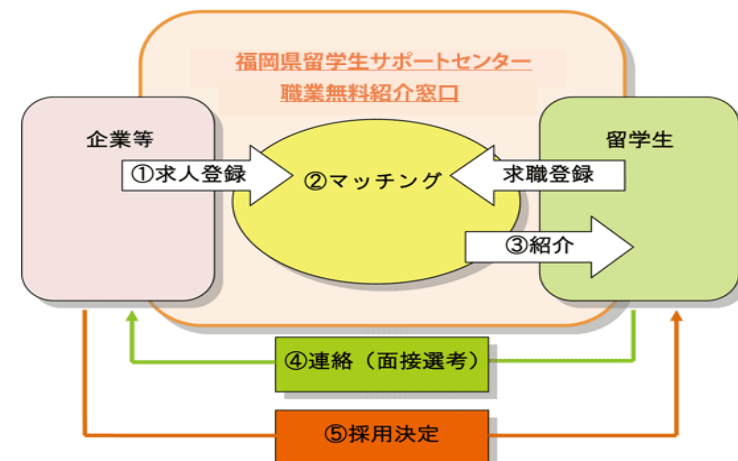 福岡県留学生サポートセンター
職業無料紹介窓口
企業等
留学生
①求人登録
②マッチング
求職登録
③紹介
④連絡（面接選考）
⑤採用決定